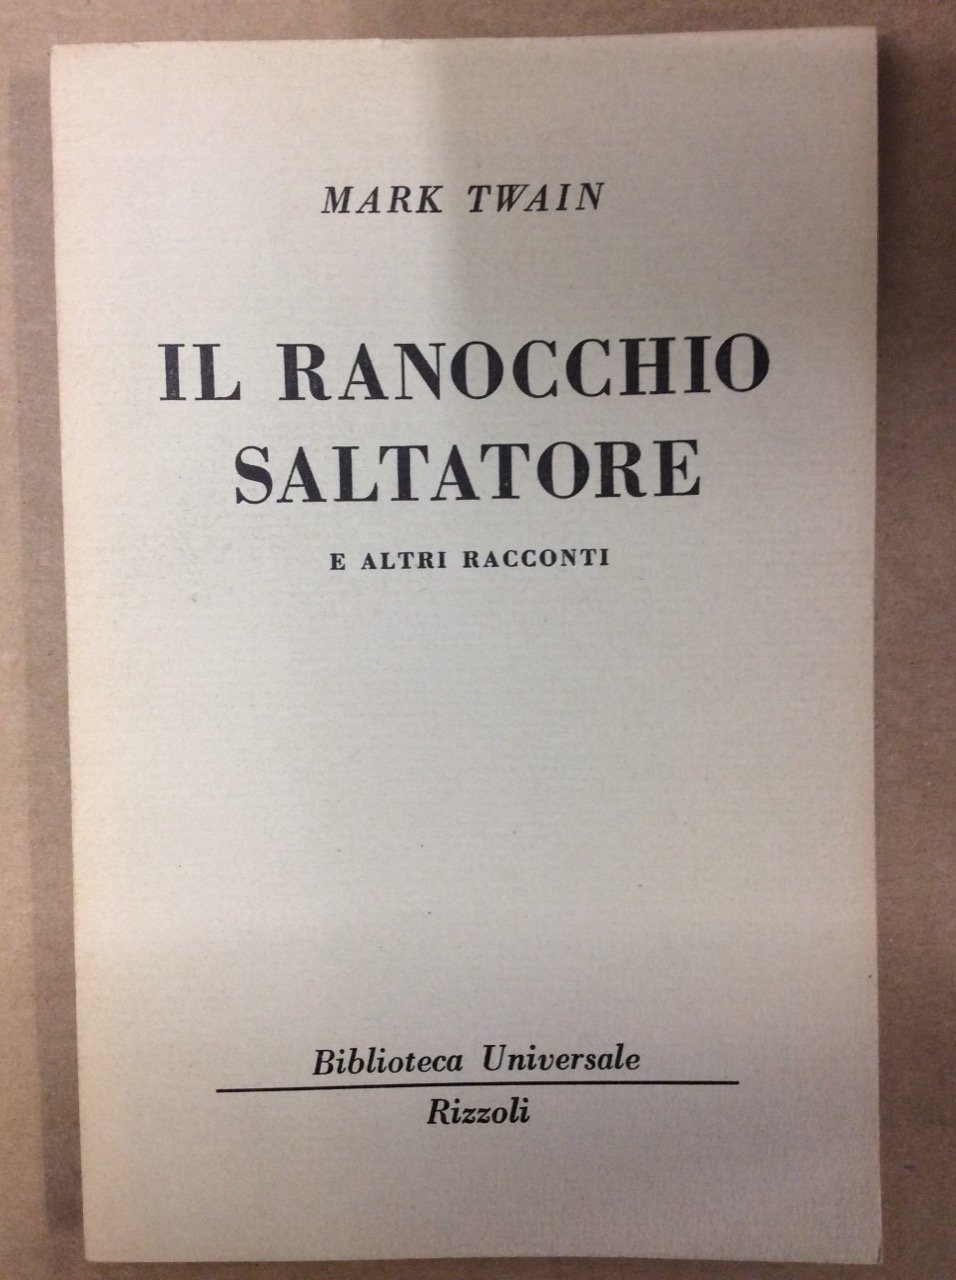 MARK TWAIN
IL RANOCCHIO
SALTATORE
E ALTRI RACCONTI
Biblioteca Universale
Rizzoli